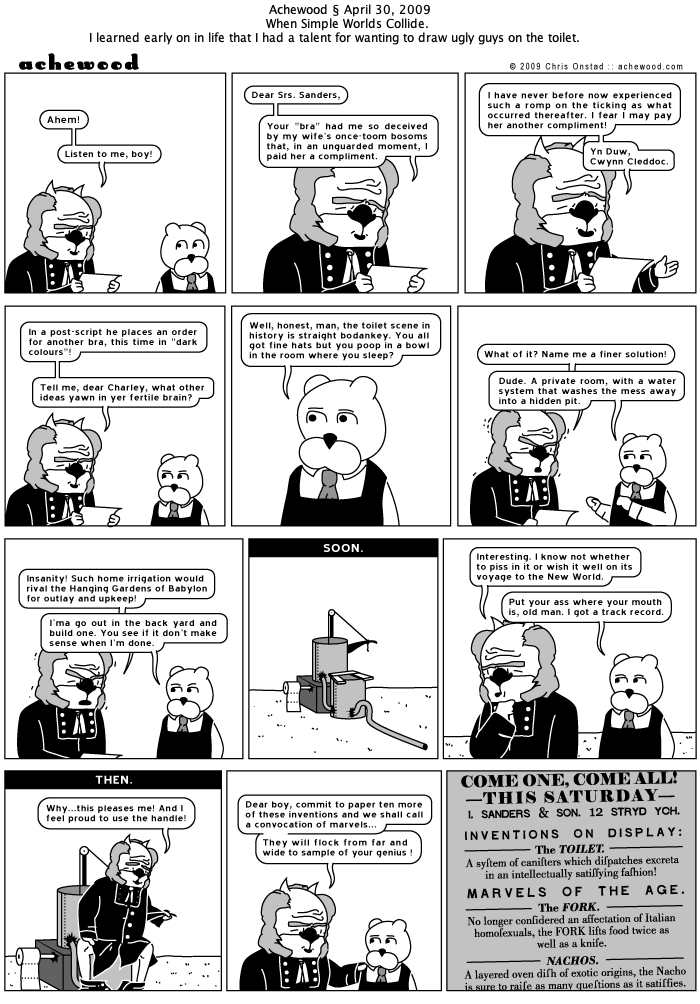 Achewood § April 30, 2009
When Simple Worlds Collide.
I learned early on in life that I had a talent for wanting to draw ugly guys on the toilet.
achewood
© 2009 Chris Onstad :: achewood.com
Ahem!
Listen to me, boy!
Dear Srs. Sanders,
Your "bra" had me so deceived
by my wife's once-toom bosoms
that, in an unguarded moment, I
paid her a compliment.
I have never before now experienced
such a romp on the ticking as what
occurred thereafter. I fear I may pay
her another compliment!
Yn Duw,
Cwynn Cleddoc.
In a post-script he places an order
for another bra, this time in "dark
colours"!
Tell me, dear Charley, what other
ideas yawn in yer fertile brain?
Well, honest, man, the toilet scene in
history is straight bodankey. You all
got fine hats but you poop in a bowl
in the room where you sleep?
What of it? Name me a finer solution!
Dude. A private room, with a water
system that washes the mess away
into a hidden pit.
Insanity! Such home irrigation would
rival the Hanging Gardens of Babylon
for outlay and upkeep!
I'ma go out in the back yard and
build one. You see if it don't make
sense when I'm done.
SOON.
Interesting. I know not whether
to piss in it or wish it well on its
voyage to the New World.
Put your ass where your mouth
is, old man. I got a track record.
THEN.
Why...this pleases me! And I
feel proud to use the handle!
Dear boy, commit to paper ten more
of these inventions and we shall call
a convocation of marvels...
They will flock from far and
wide to sample of your genius !
COME ONE, COME ALL!
—THIS SATURDAY—
I. SANDERS & SON. 12 STRYD YCH.
INVENTIONS ON DISPLAY:
The TOILET.
A syſtem of caniſters which diſpatches excreta
in an intellectually satiſfying faſhion!
MARVELS OF THE AGE.
The FORK.
No longer conſidered an affectation of Italian
homoſexuals, the FORK liſts food twice as
well as a knife.
NACHOS.
A layered oven diſh of exotic origins, the Nacho
is sure to raiſe as many queſtions as it satiſfies.